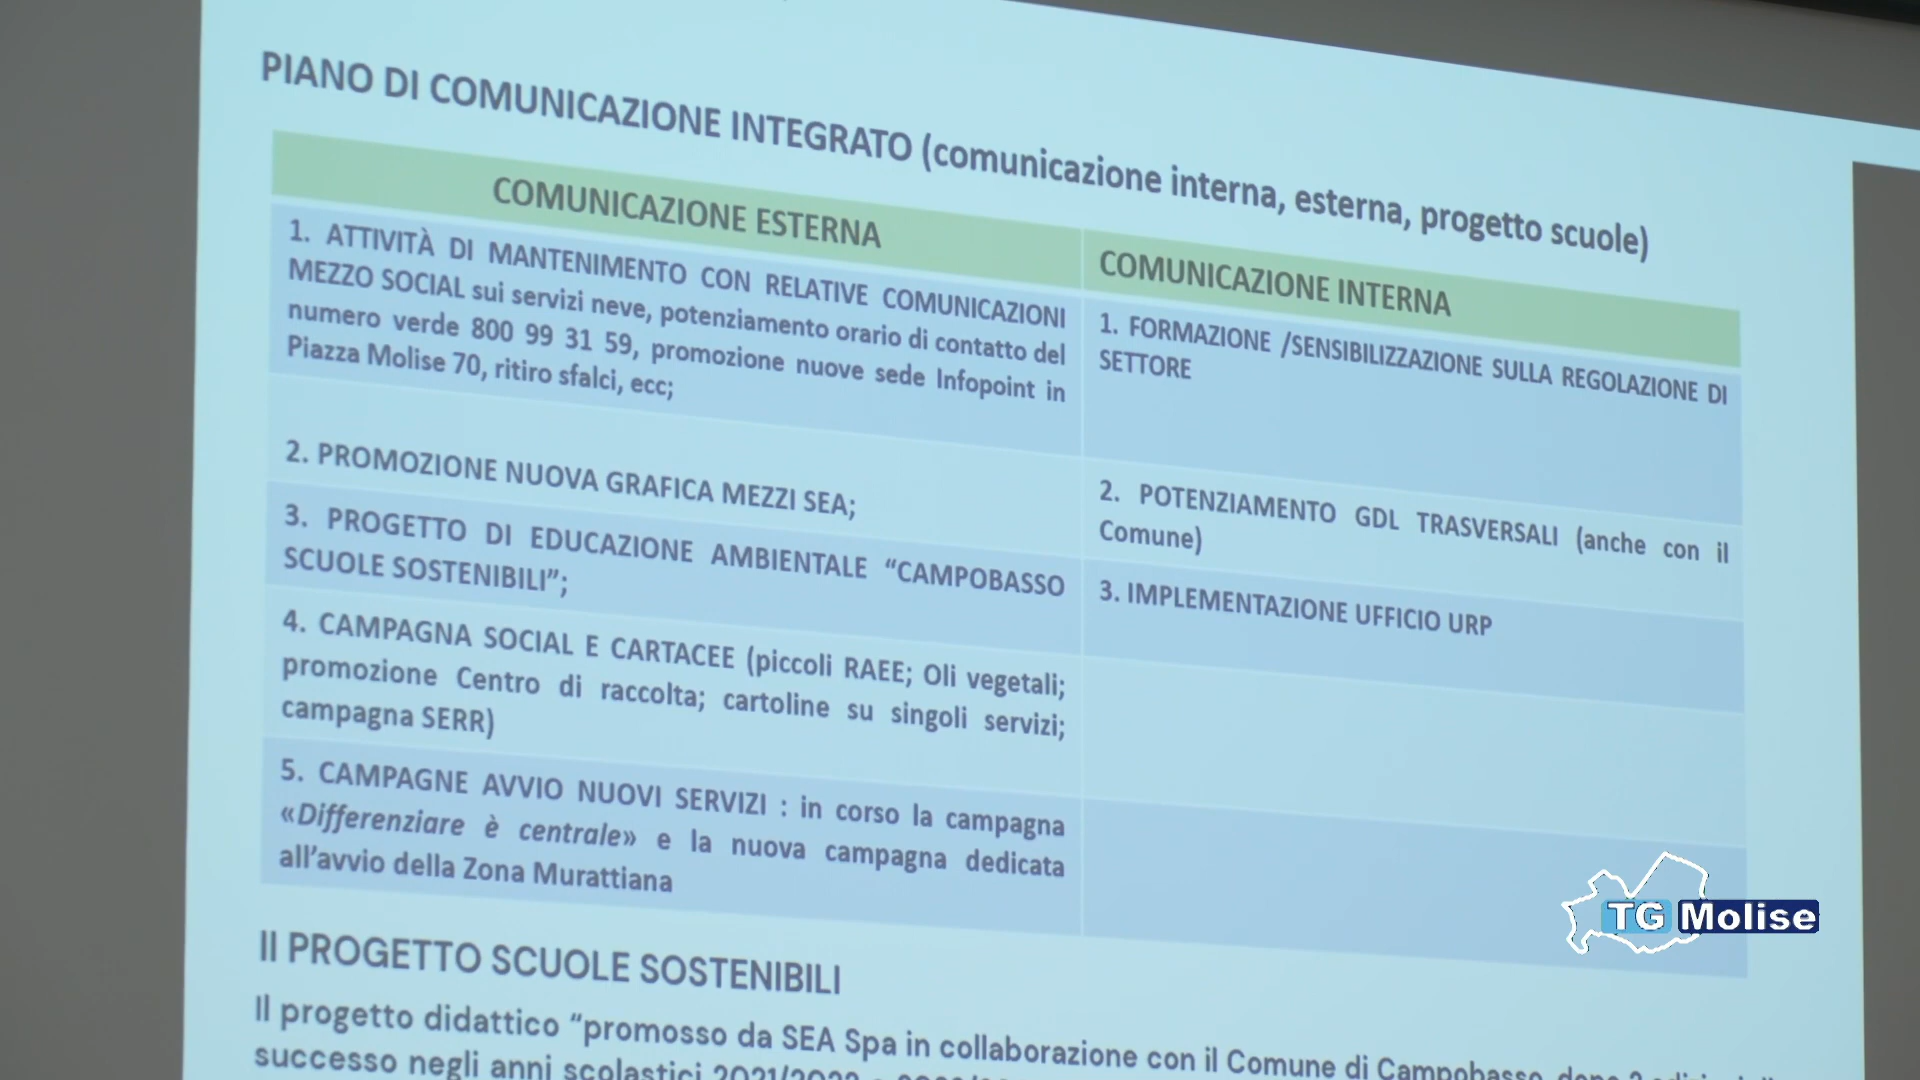 PIANO DI COMUNICAZIONE INTEGRATO (comunicazione interna, esterna, progetto scuole)
COMUNICAZIONE ESTERNA
1. ATTIVITÀ DI MANTENIMENTO CON RELATIVE COMUNICAZIONI
MEZZO SOCIAL sui servizi neve, potenziamento orario di contatto del
numero verde 800 99 31 59, promozione nuove sede Infopoint in
Piazza Molise 70, ritiro sfalci, ecc;
2. PROMOZIONE NUOVA GRAFICA MEZZI SEA;
3. PROGETTO DI EDUCAZIONE AMBIENTALE “CAMPOBASSO
SCUOLE SOSTENIBILI”;
4. CAMPAGNA SOCIAL E CARTACEE (piccoli RAEE; Oli vegetali;
promozione Centro di raccolta; cartoline su singoli servizi;
campagna SERR)
5. CAMPAGNE AVVIO NUOVI SERVIZI : in corso la campagna
«Differenziare è centrale» e la nuova campagna dedicata
all’avvio della Zona Murattiana
COMUNICAZIONE INTERNA
1. FORMAZIONE /SENSIBILIZZAZIONE SULLA REGOLAZIONE DI
SETTORE
2. POTENZIAMENTO GDL TRASVERSALI (anche con il
Comune)
3. IMPLEMENTAZIONE UFFICIO URP
Il PROGETTO SCUOLE SOSTENIBILI
Il progetto didattico “promosso da SEA Spa in collaborazione con il Comune di Campobasso, dopo 2
successo negli anni scolastici 2021/2022
TG Molise